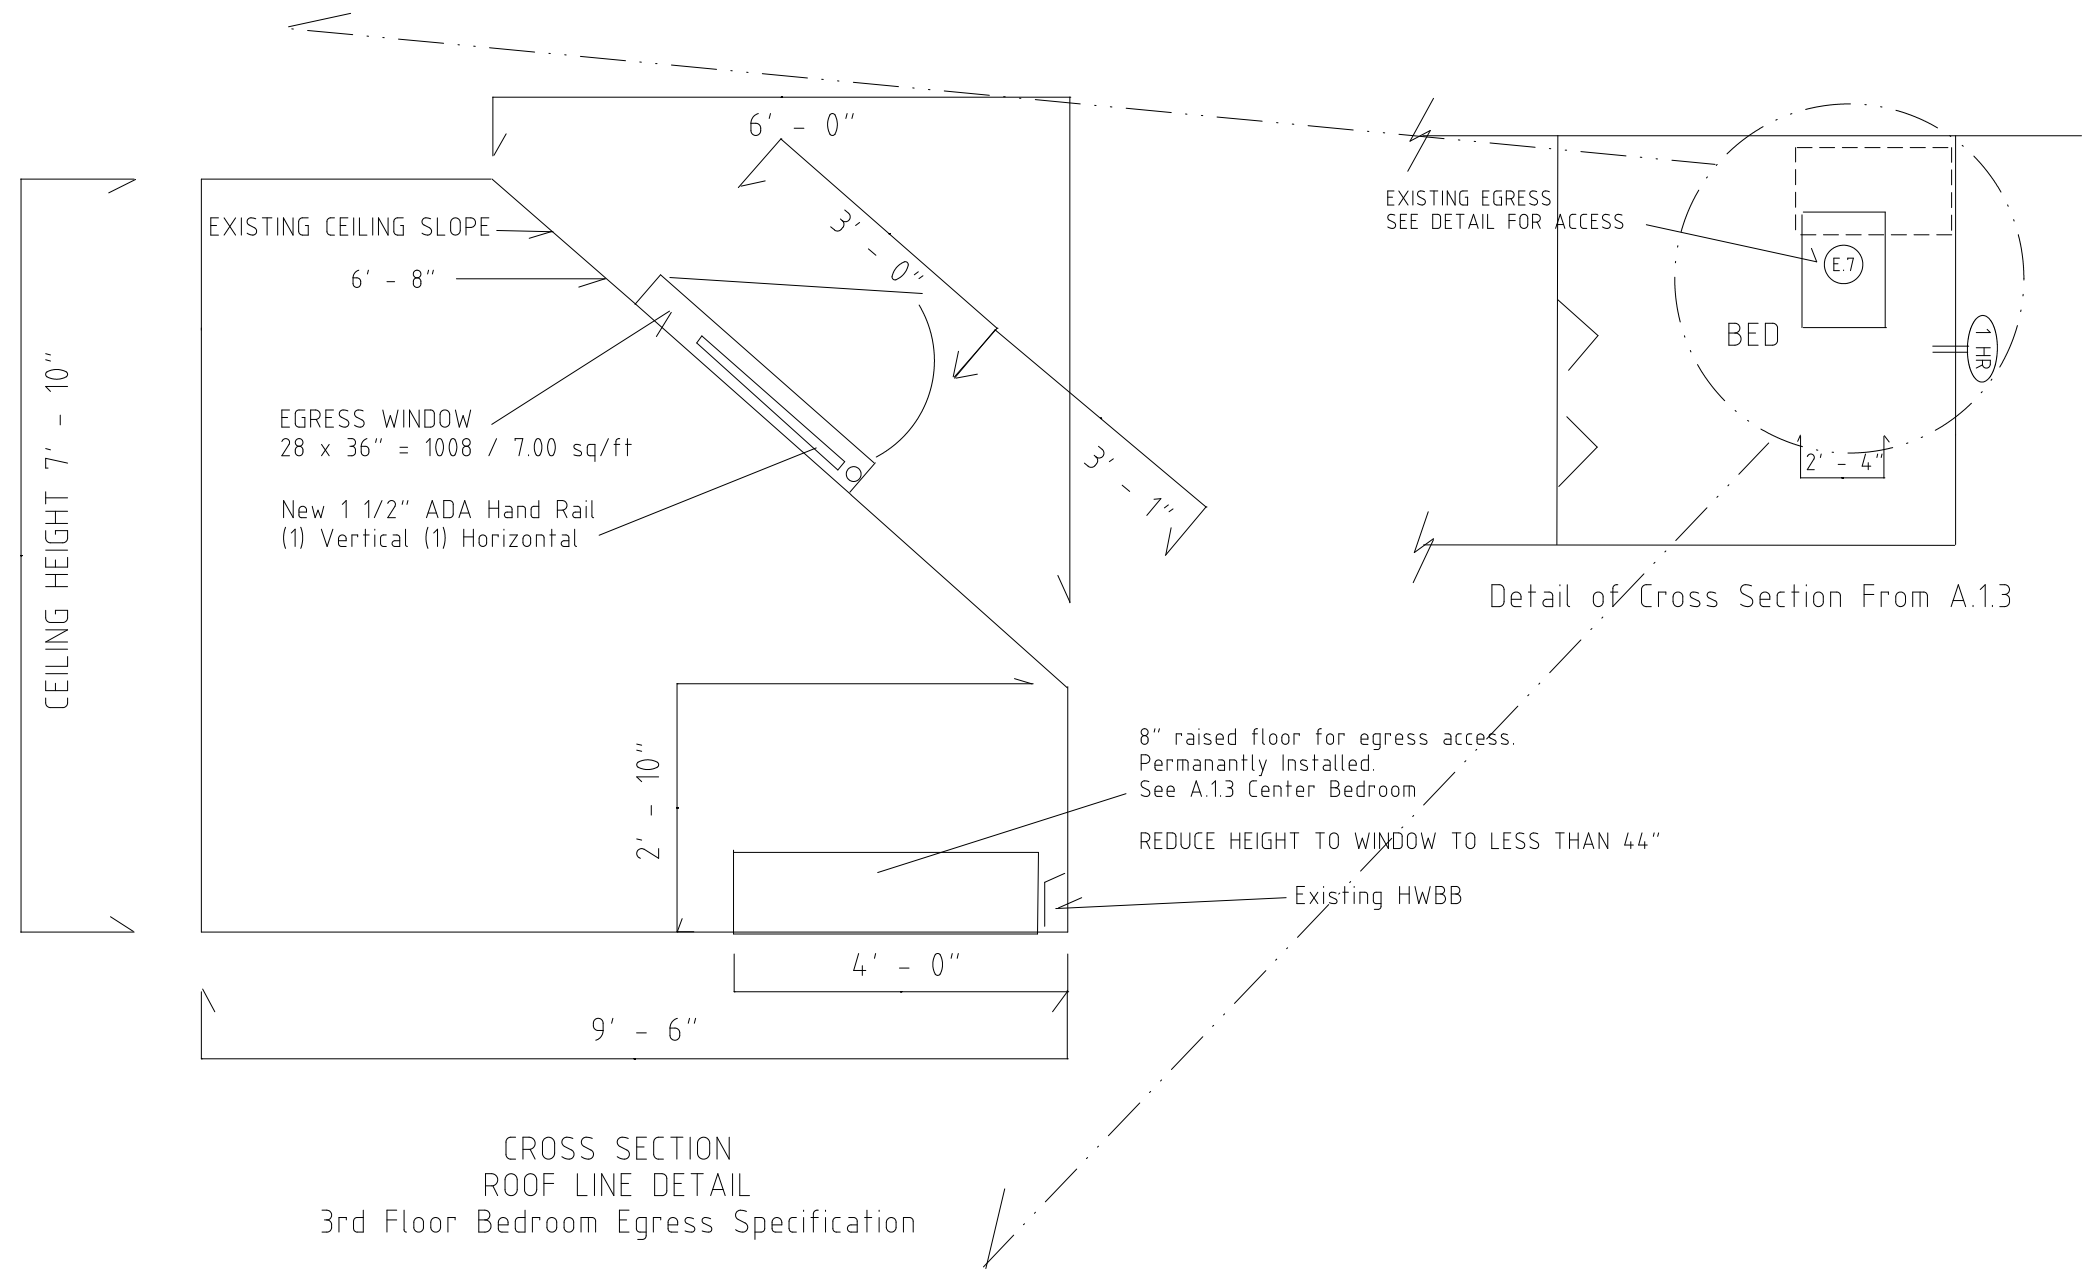 6' - 0"
EXISTING CEILING SLOPE
6' - 8"
3' - 0"
CEILING HEIGHT 7' - 10"
EGRESS WINDOW
28 x 36" = 1008 / 7.00 sq/ft
New 1 1/2" ADA Hand Rail
(1) Vertical (1) Horizontal
3' - 1"
2' - 10"
8" raised floor for egress access.
Permanantly Installed.
See A.1.3 Center Bedroom
REDUCE HEIGHT TO WINDOW TO LESS THAN 44"
Existing HWBB
4' - 0"
9' - 6"
CROSS SECTION
ROOF LINE DETAIL
3rd Floor Bedroom Egress Specification
EXISTING EGRESS
SEE DETAIL FOR ACCESS
E.7
BED
1 HR
2' - 4"
Detail of Cross Section From A.1.3